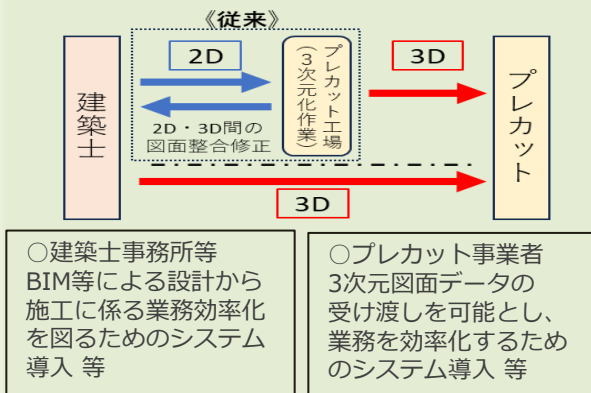 《従来》
2D
3D
建築士
プレカット工場
(3次元化作業)
プレカット
2D・3D間の
図面整合修正
3D
○建築士事務所等
BIM等による設計から
施工に係る業務効率化
を図るためのシステム
導入 等
○プレカット事業者
3次元図面データの
受け渡しを可能とし、
業務を効率化するため
のシステム導入 等